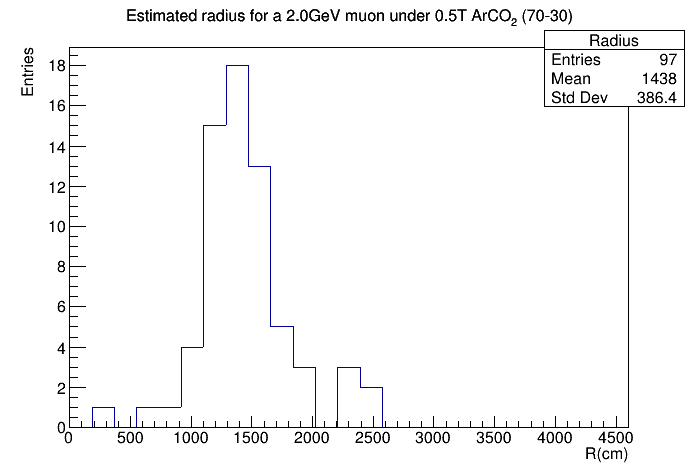 Estimated radius for a 2.0GeV muon under 0.5T ArCO2 (70-30)
Radius
Entries 97
Mean 1438
Std Dev 386.4
Entries
18
16
14
12
10
8
6
4
2
0
0 500 1000 1500 2000 2500 3000 3500 4000 4500
R(cm)